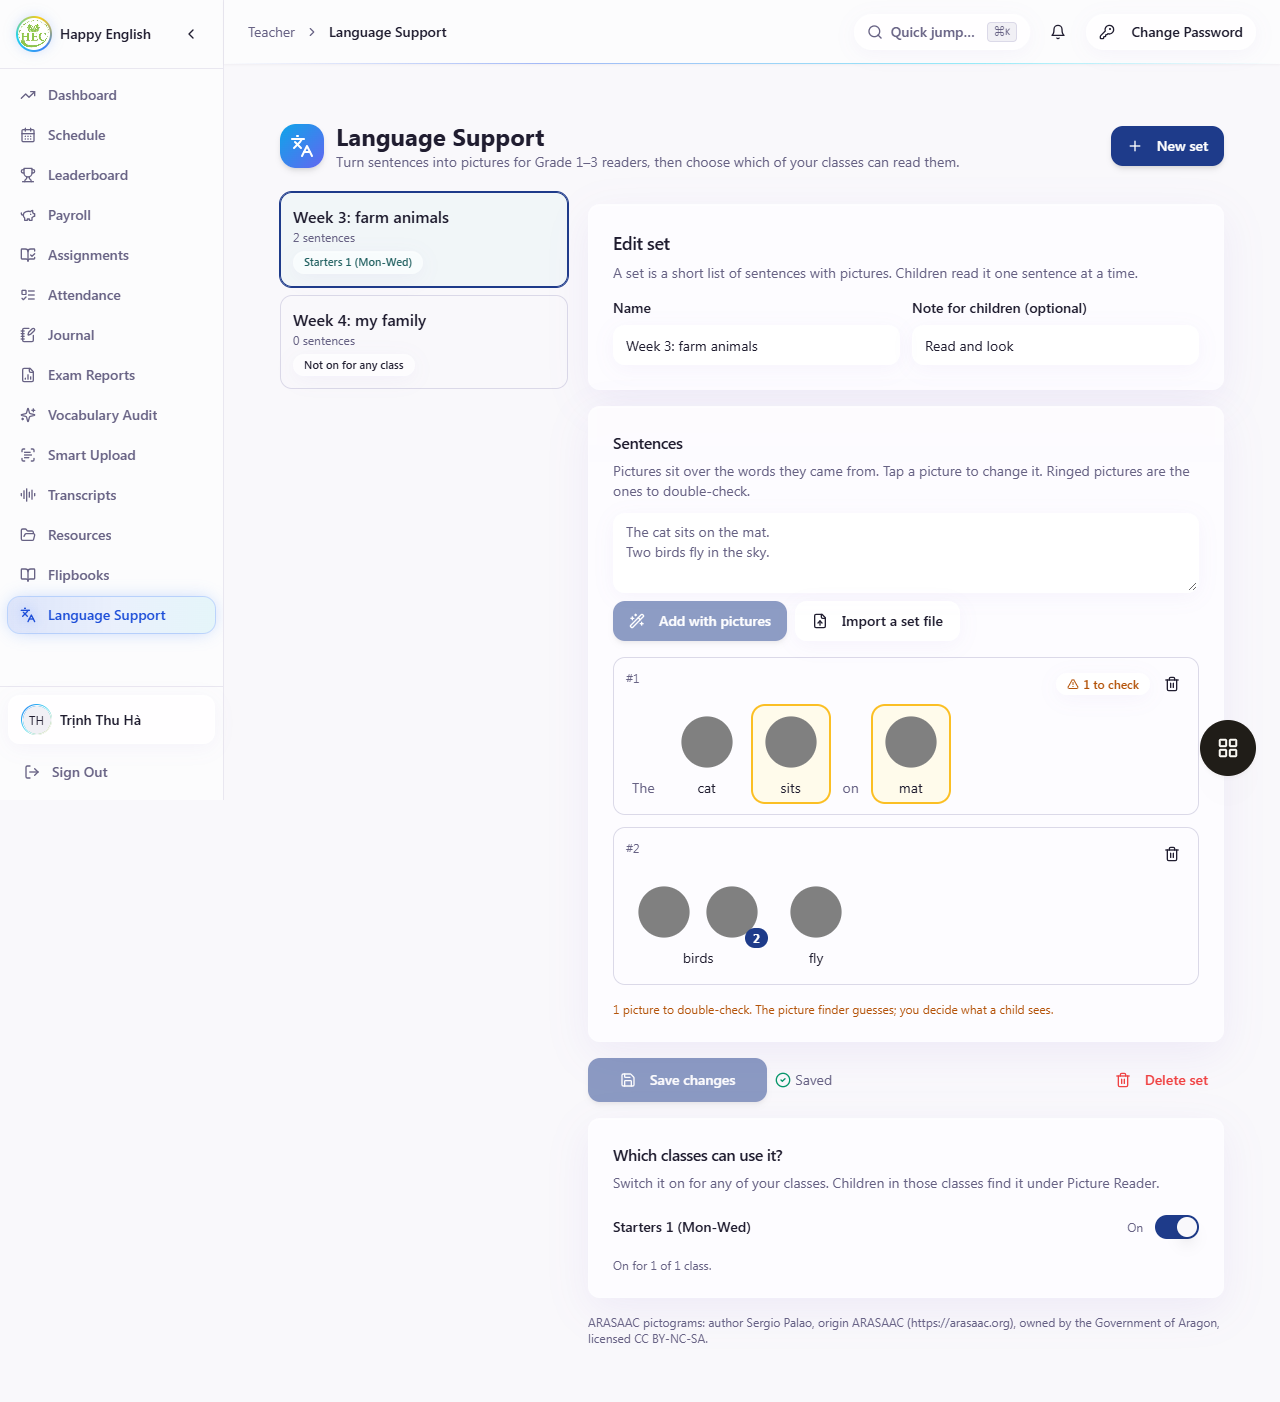 HEC
Happy English
Teacher
Language Support
Quick jump...
⌘K
Change Password
Dashboard
Schedule
Leaderboard
Payroll
Assignments
Attendance
Journal
Exam Reports
Vocabulary Audit
Smart Upload
Transcripts
Resources
Flipbooks
Language Support
TH
Trịnh Thu Hà
Sign Out
Language Support
Turn sentences into pictures for Grade 1–3 readers, then choose which of your classes can read them.
New set
Week 3: farm animals
2 sentences
Starters 1 (Mon-Wed)
Week 4: my family
0 sentences
Not on for any class
Edit set
A set is a short list of sentences with pictures. Children read it one sentence at a time.
Name
Note for children (optional)
Week 3: farm animals
Read and look
Sentences
Pictures sit over the words they came from. Tap a picture to change it. Ringed pictures are the
ones to double-check.
The cat sits on the mat.
Two birds fly in the sky.
Add with pictures
Import a set file
#1
1 to check
The cat sits on mat
#2
2
birds fly
1 picture to double-check. The picture finder guesses; you decide what a child sees.
Save changes
Saved
Delete set
Which classes can use it?
Switch it on for any of your classes. Children in those classes find it under Picture Reader.
Starters 1 (Mon-Wed)
On
On for 1 of 1 class.
ARASAAC pictograms: author Sergio Palao, origin ARASAAC (https://arasaac.org), owned by the Government of Aragon,
licensed CC BY-NC-SA.